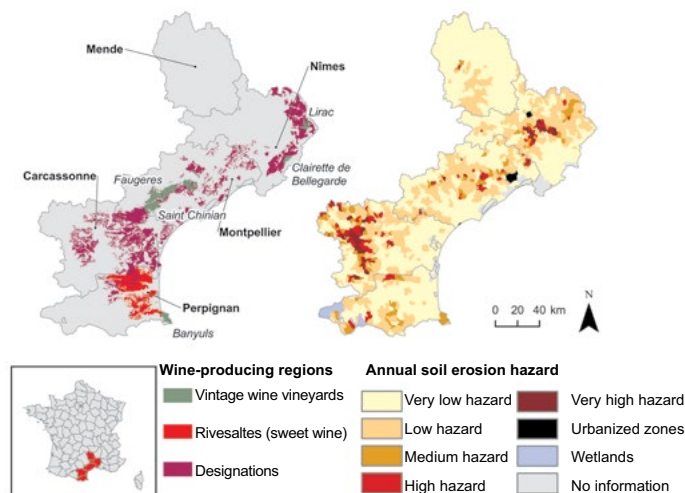 Mende
Nîmes
Lirac
Carcassonne
Faugeres
Clairette de
Bellegarde
Saint Chinian
Montpellier
Perpignan
Banyuls
0 20 40 km
N
Wine-producing regions
Vintage wine vineyards
Rivesaltes (sweet wine)
Designations
Annual soil erosion hazard
Very low hazard
Low hazard
Medium hazard
High hazard
Very high hazard
Urbanized zones
Wetlands
No information